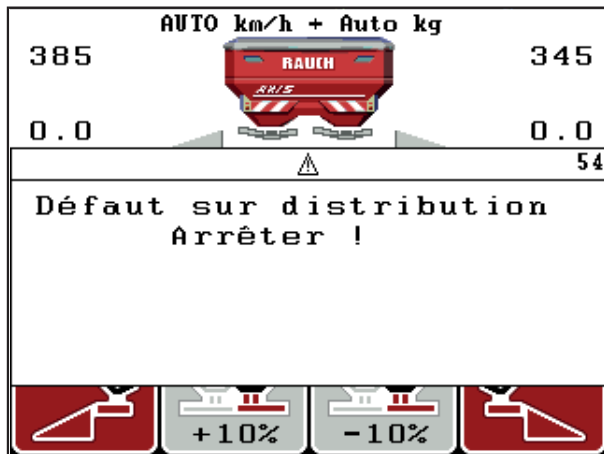 AUTO km/h + Auto kg
385
345
RAUCH
AXIS
0.0
0.0
54
Défaut sur distribution
Arrêter !
+10%
-10%